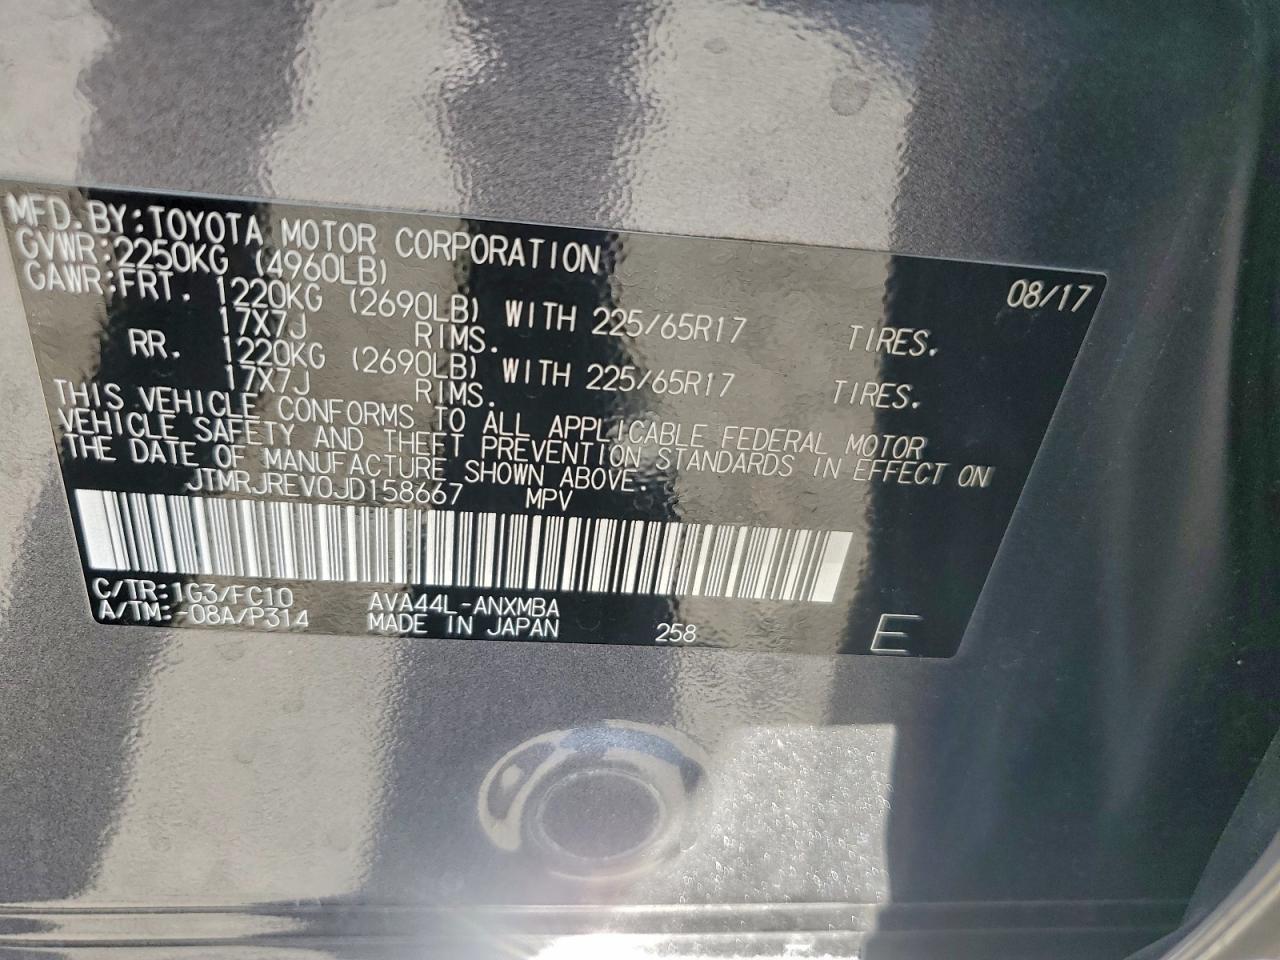 MFD.BY:TOYOTA MOTOR CORPORATION 08/17
GVWR:2250KG (4960LB)
GAWR:FRT. 1220KG (2690LB) WITH 225/65R17 TIRES.
17X7J RIMS.
RR. 1220KG (2690LB) WITH 225/65R17 TIRES.
17X7J RIMS.
THIS VEHICLE CONFORMS TO ALL APPLICABLE FEDERAL MOTOR
VEHICLE SAFETY AND THEFT PREVENTION STANDARDS IN EFFECT ON
THE DATE OF MANUFACTURE SHOWN ABOVE.
JTMRJREV0JD158667 MPV
C/TR:1G3/FC10 AVA44L-ANXMBA
A/TM:-08A/P314 MADE IN JAPAN 258 E